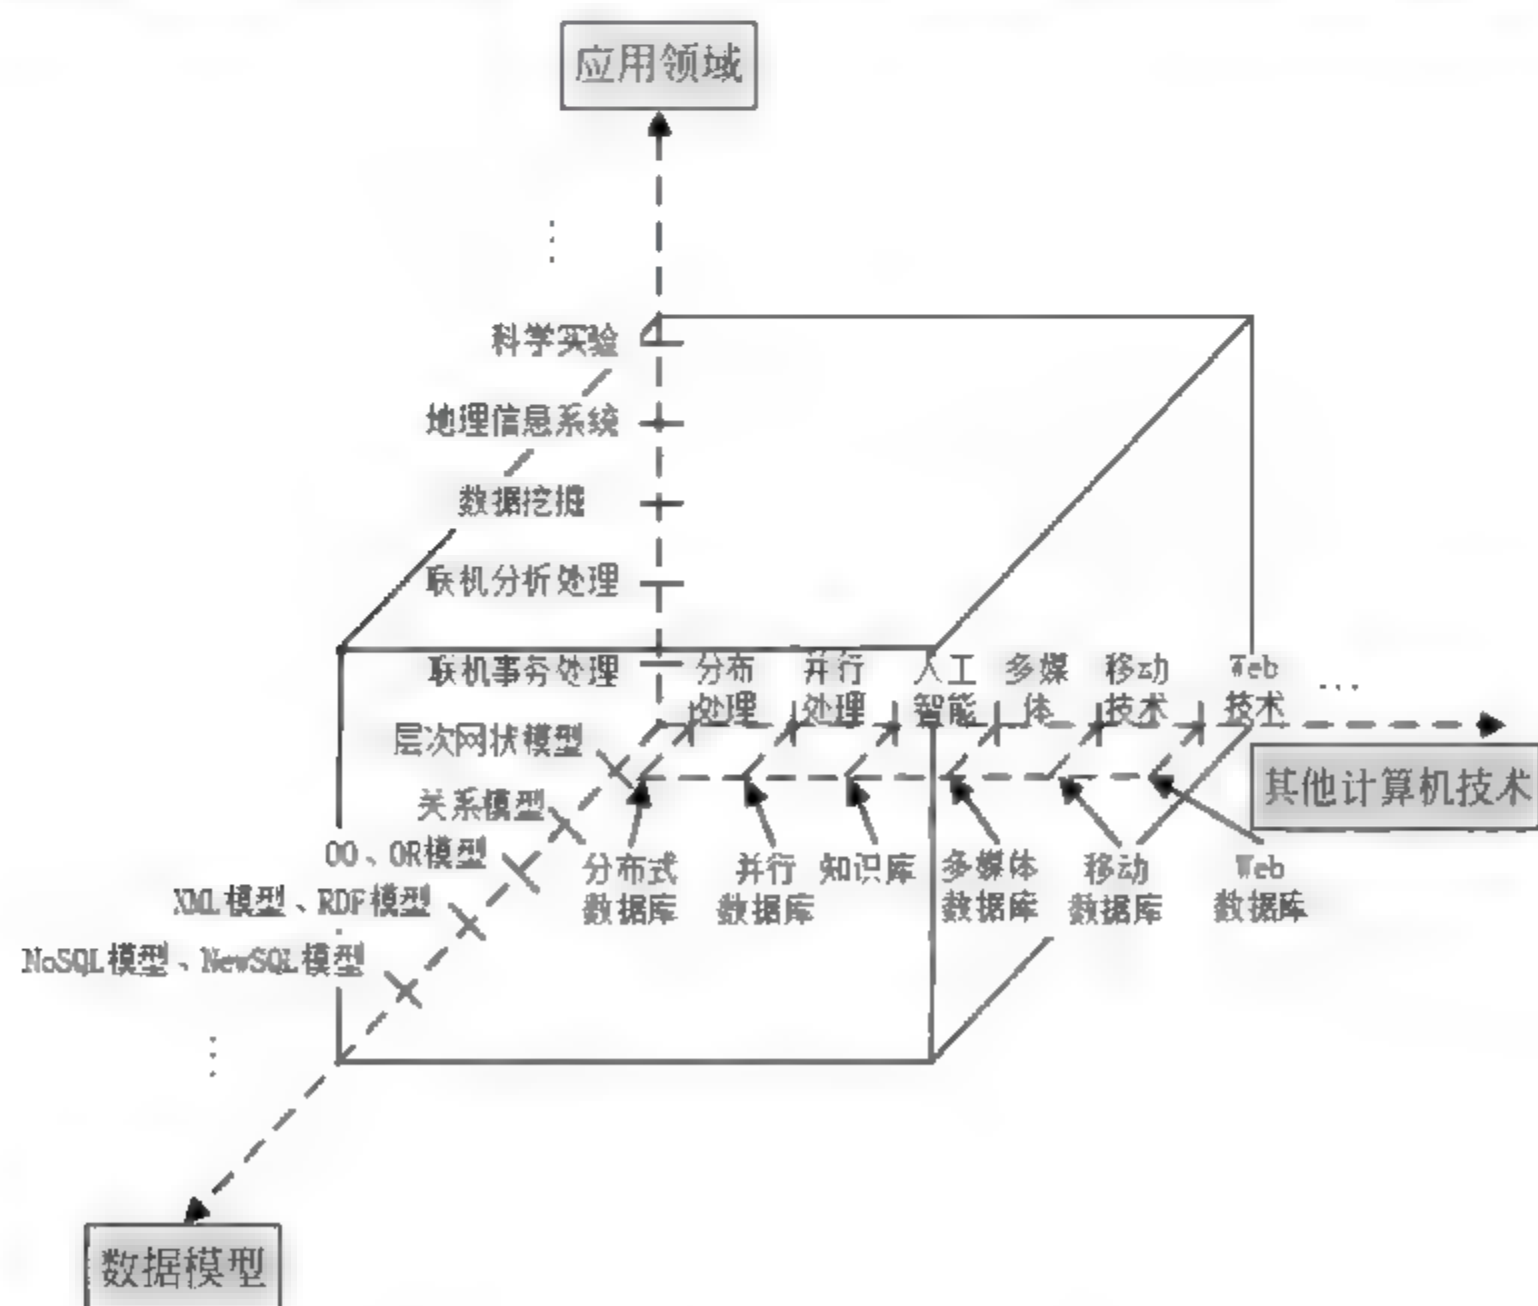 应用领域
⋮
科学实验
地理信息系统
数据挖掘
联机分析处理
联机事务处理
分布
处理
并行
处理
人工
智能
多媒
体
移动
技术
Web
技术
…
其他计算机技术
层次网状模型
关系模型
OO、OR模型
XML模型、RDF模型
NoSQL模型、NewSQL模型
⋮
分布式
数据库
并行
数据库
知识库
多媒体
数据库
移动
数据库
Web
数据库
数据模型